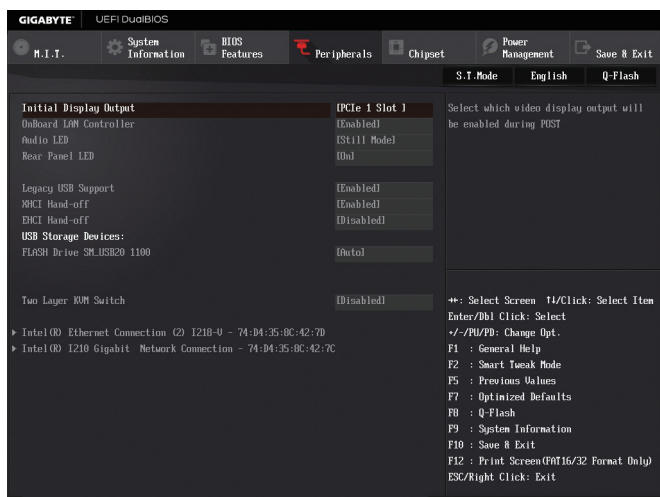 GIGABYTE™ UEFI DualBIOS
M.I.T. System Information BIOS Features Peripherals Chipset Power Management Save & Exit
S.T.Mode English Q-Flash
Initial Display Output [PCIe 1 Slot ] Select which video display output will
OnBoard LAN Controller [Enabled] be enabled during POST
Audio LED [Still Mode]
Rear Panel LED [On]
Legacy USB Support [Enabled]
XHCI Hand-off [Enabled]
EHCI Hand-off [Disabled]
USB Storage Devices:
FLASH Drive SM_USB20 1100 [Auto]
Two Layer KVM Switch [Disabled]
▶ Intel(R) Ethernet Connection (2) I218-V - 74:D4:35:8C:42:7D
▶ Intel(R) I210 Gigabit Network Connection - 74:D4:35:8C:42:7C
→←: Select Screen ↑↓/Click: Select Item
Enter/Dbl Click: Select
+/-/PU/PD: Change Opt.
F1 : General Help
F2 : Smart Tweak Mode
F5 : Previous Values
F7 : Optimized Defaults
F8 : Q-Flash
F9 : System Information
F10 : Save & Exit
F12 : Print Screen(FAT16/32 Format Only)
ESC/Right Click: Exit